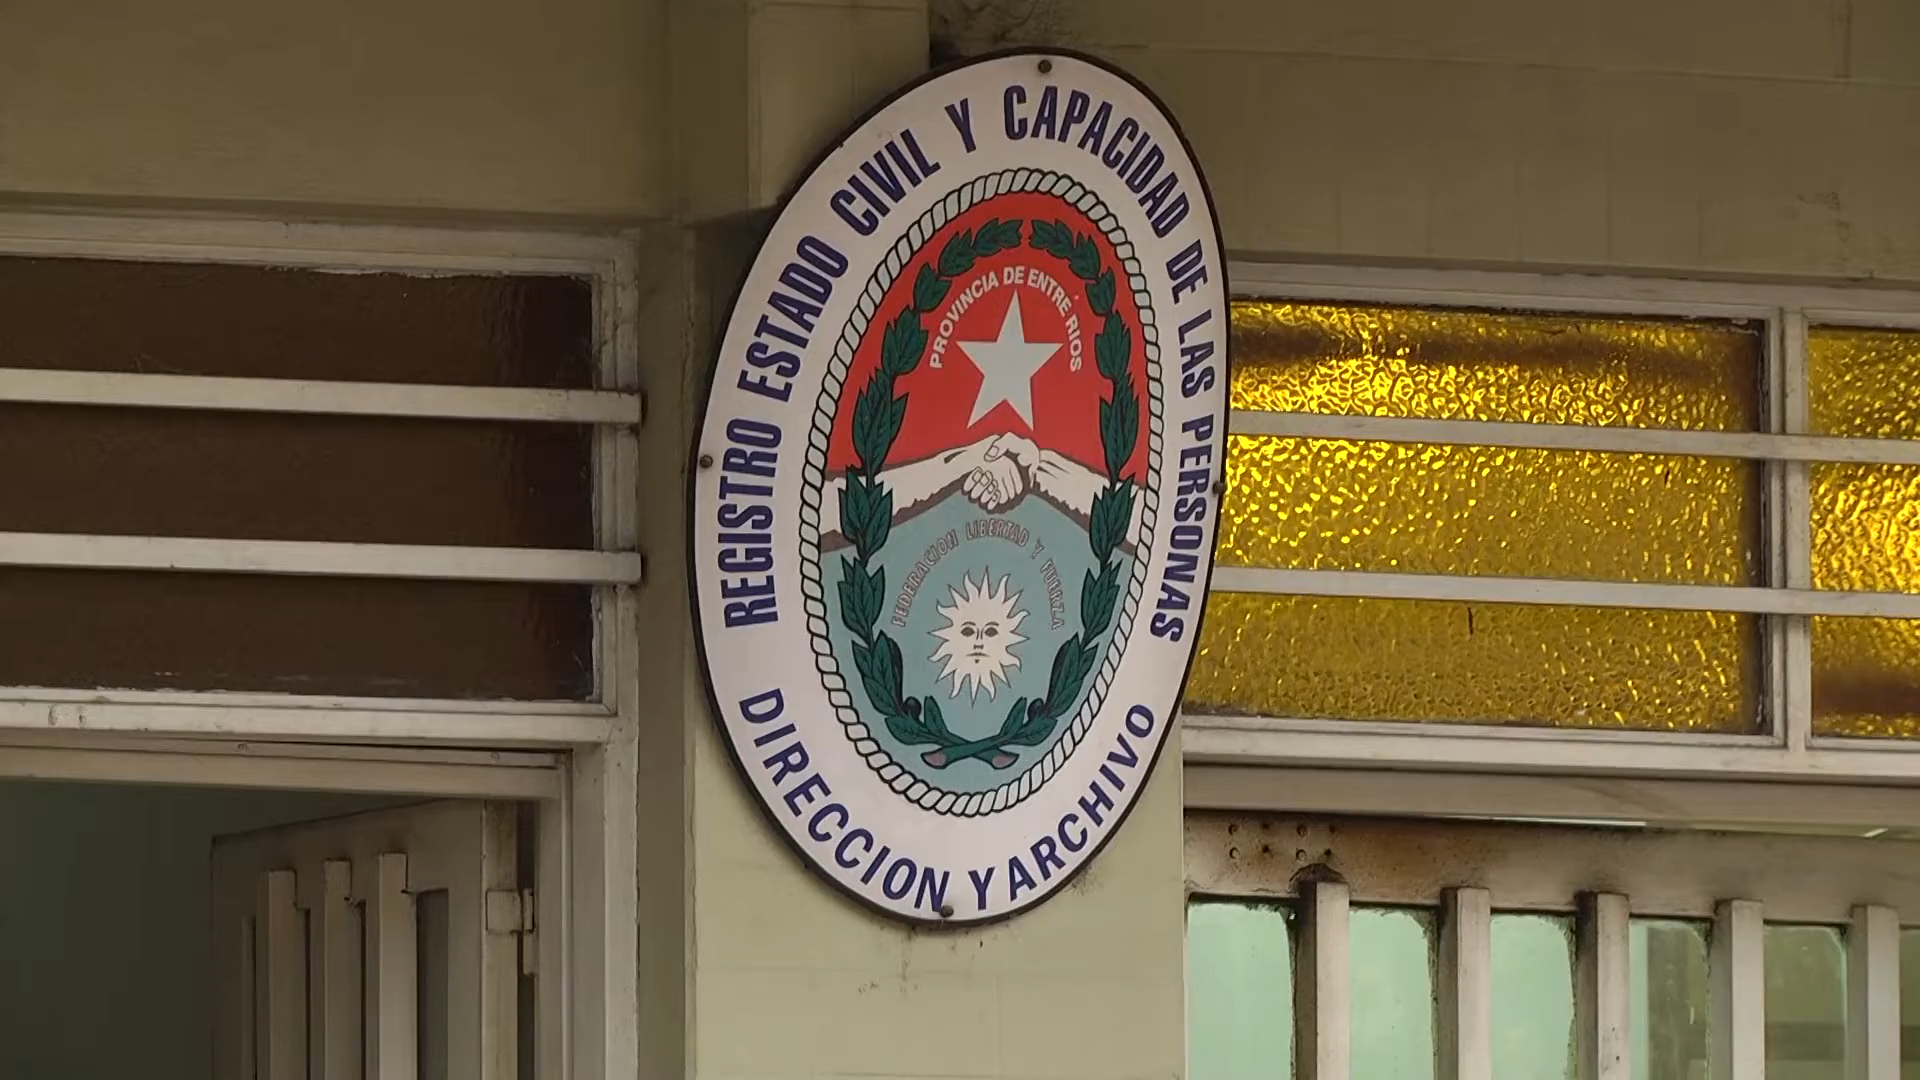 REGISTRO ESTADO CIVIL Y CAPACIDAD DE LAS PERSONAS
PROVINCIA DE ENTRE RIOS
FEDERACION LIBERTAD Y FUERZA
DIRECCION Y ARCHIVO